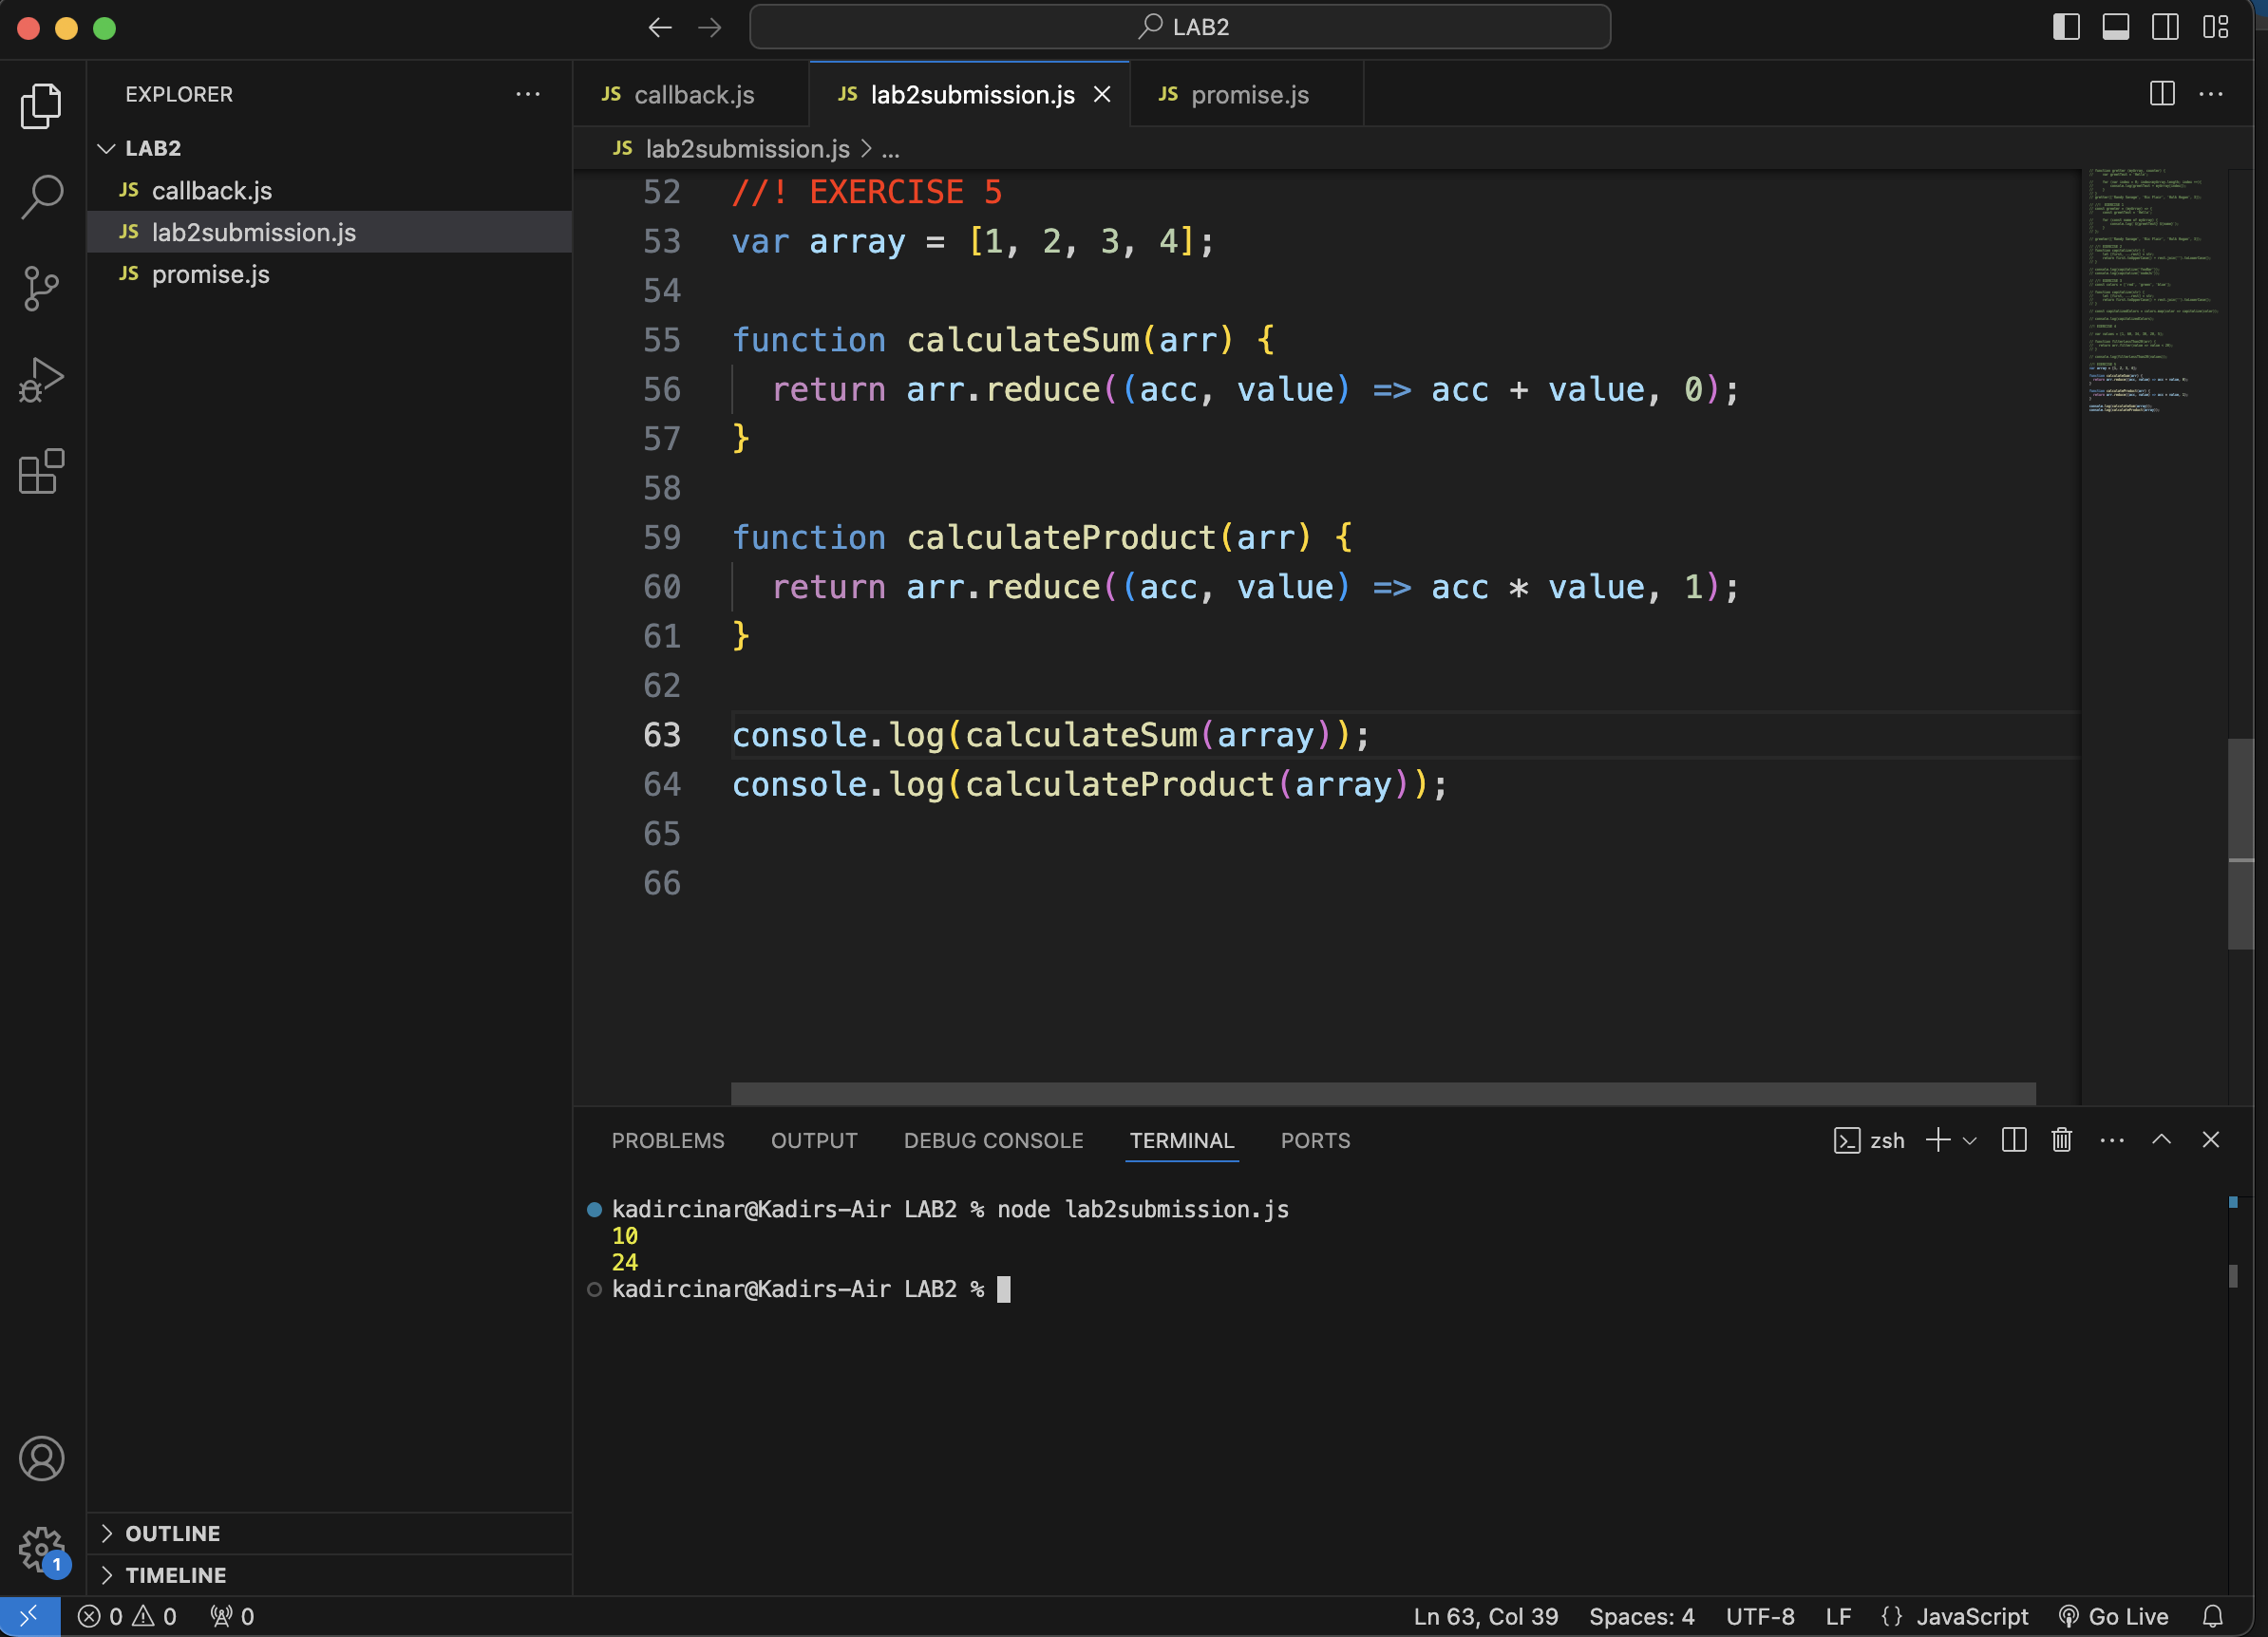 LAB2
EXPLORER
LAB2
JS callback.js
JS lab2submission.js
JS promise.js
OUTLINE
TIMELINE
JS callback.js
JS lab2submission.js
JS promise.js
JS lab2submission.js > ...
52 //! EXERCISE 5
53 var array = [1, 2, 3, 4];
54
55 function calculateSum(arr) {
56 return arr.reduce((acc, value) => acc + value, 0);
57 }
58
59 function calculateProduct(arr) {
60 return arr.reduce((acc, value) => acc * value, 1);
61 }
62
63 console.log(calculateSum(array));
64 console.log(calculateProduct(array));
65
66
PROBLEMS OUTPUT DEBUG CONSOLE TERMINAL PORTS
zsh
kadircinar@Kadirs-Air LAB2 % node lab2submission.js
10
24
kadircinar@Kadirs-Air LAB2 %
1
0 0 0 Ln 63, Col 39 Spaces: 4 UTF-8 LF {} JavaScript Go Live